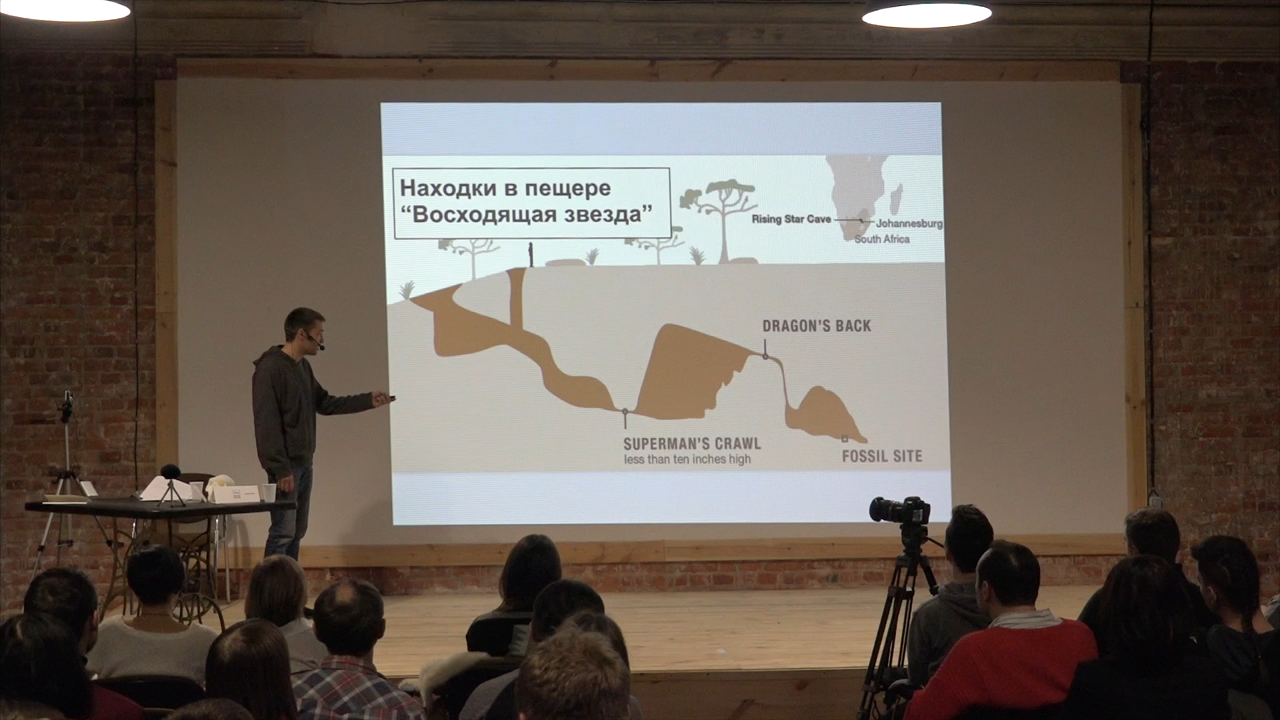 Находки в пещере
“Восходящая звезда”
Rising Star Cave
Johannesburg
South Africa
DRAGON'S BACK
SUPERMAN'S CRAWL
less than ten inches high
FOSSIL SITE